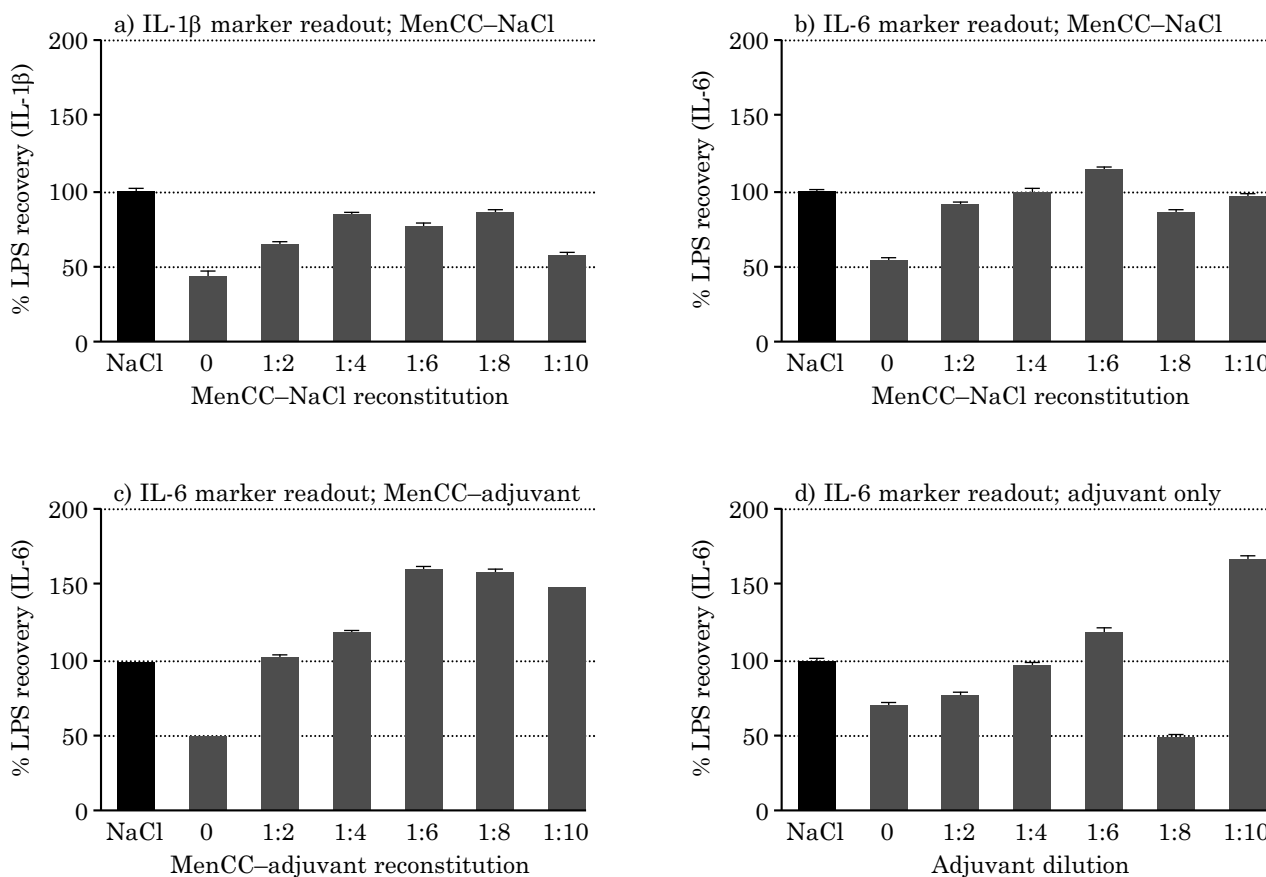 a) IL-1β marker readout; MenCC–NaCl
% LPS recovery (IL-1β)
200
150
100
50
0
NaCl 0 1:2 1:4 1:6 1:8 1:10
MenCC–NaCl reconstitution
b) IL-6 marker readout; MenCC–NaCl
% LPS recovery (IL-6)
200
150
100
50
0
NaCl 0 1:2 1:4 1:6 1:8 1:10
MenCC–NaCl reconstitution
c) IL-6 marker readout; MenCC–adjuvant
% LPS recovery (IL-6)
200
150
100
50
0
NaCl 0 1:2 1:4 1:6 1:8 1:10
MenCC–adjuvant reconstitution
d) IL-6 marker readout; adjuvant only
% LPS recovery (IL-6)
200
150
100
50
0
NaCl 0 1:2 1:4 1:6 1:8 1:10
Adjuvant dilution